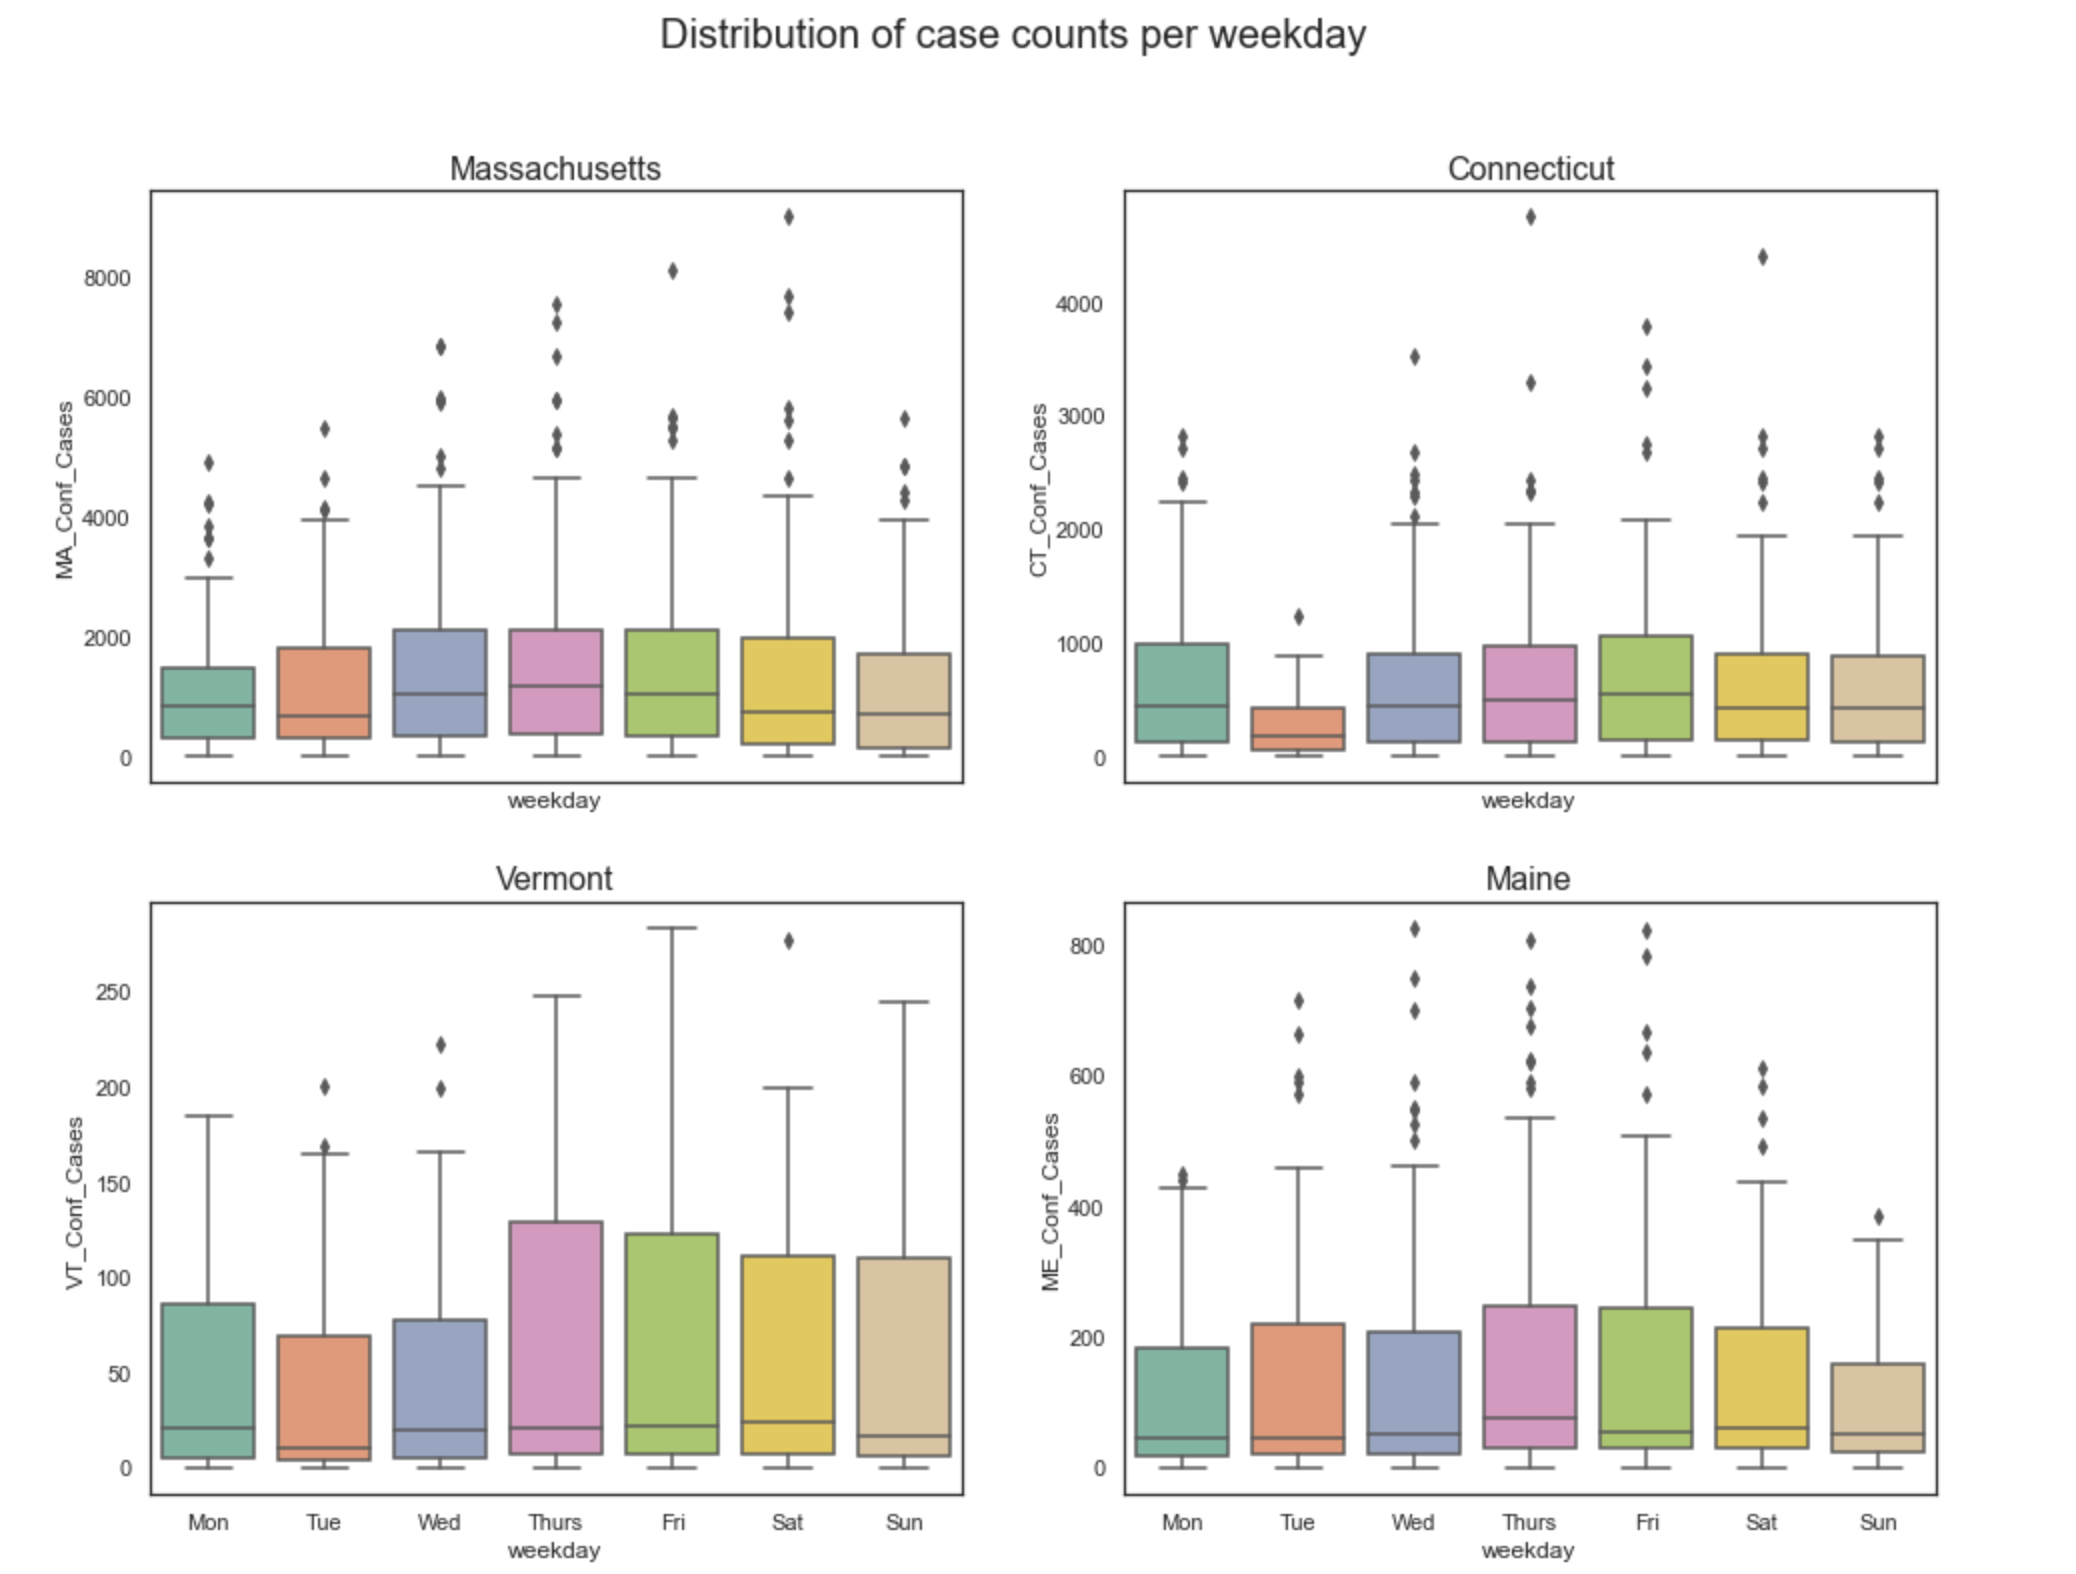 Distribution of case counts per weekday
Massachusetts
MA_Conf_Cases
8000
6000
4000
2000
0
weekday
Connecticut
CT_Conf_Cases
4000
3000
2000
1000
0
weekday
Vermont
VT_Conf_Cases
250
200
150
100
50
0
Mon Tue Wed Thurs Fri Sat Sun
weekday
Maine
ME_Conf_Cases
800
600
400
200
0
Mon Tue Wed Thurs Fri Sat Sun
weekday